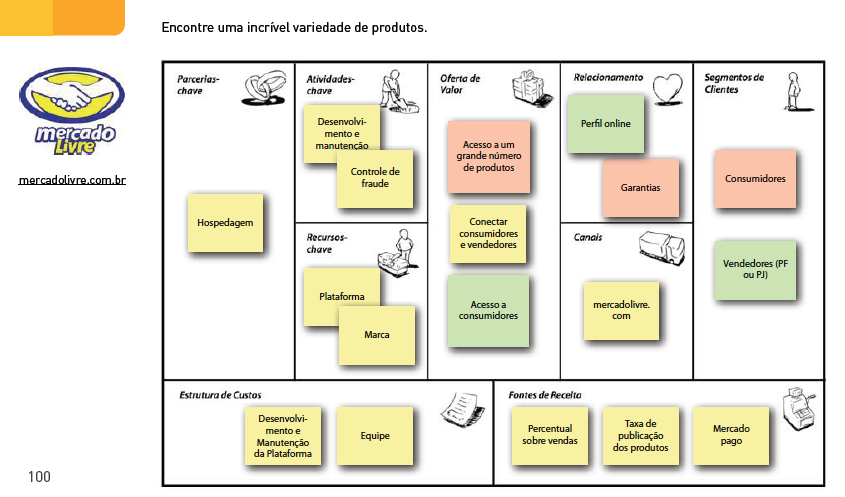 Encontre uma incrível variedade de produtos.
mercado
Livre
mercadolivre.com.br
Parcerias-
chave
Hospedagem
Atividades-
chave
Desenvolvi-
mento e
manutenção
Controle de
fraude
Recursos-
chave
Plataforma
Marca
Oferta de
Valor
Acesso a um
grande número
de produtos
Conectar
consumidores
e vendedores
Acesso a
consumidores
Relacionamento
Perfil online
Garantias
Canais
mercadolivre.
com
Segmentos de
Clientes
Consumidores
Vendedores (PF
ou PJ)
Estrutura de Custos
Desenvolvi-
mento e
Manutenção
da Plataforma
Equipe
Fontes de Receita
Percentual
sobre vendas
Taxa de
publicação
dos produtos
Mercado
pago
100